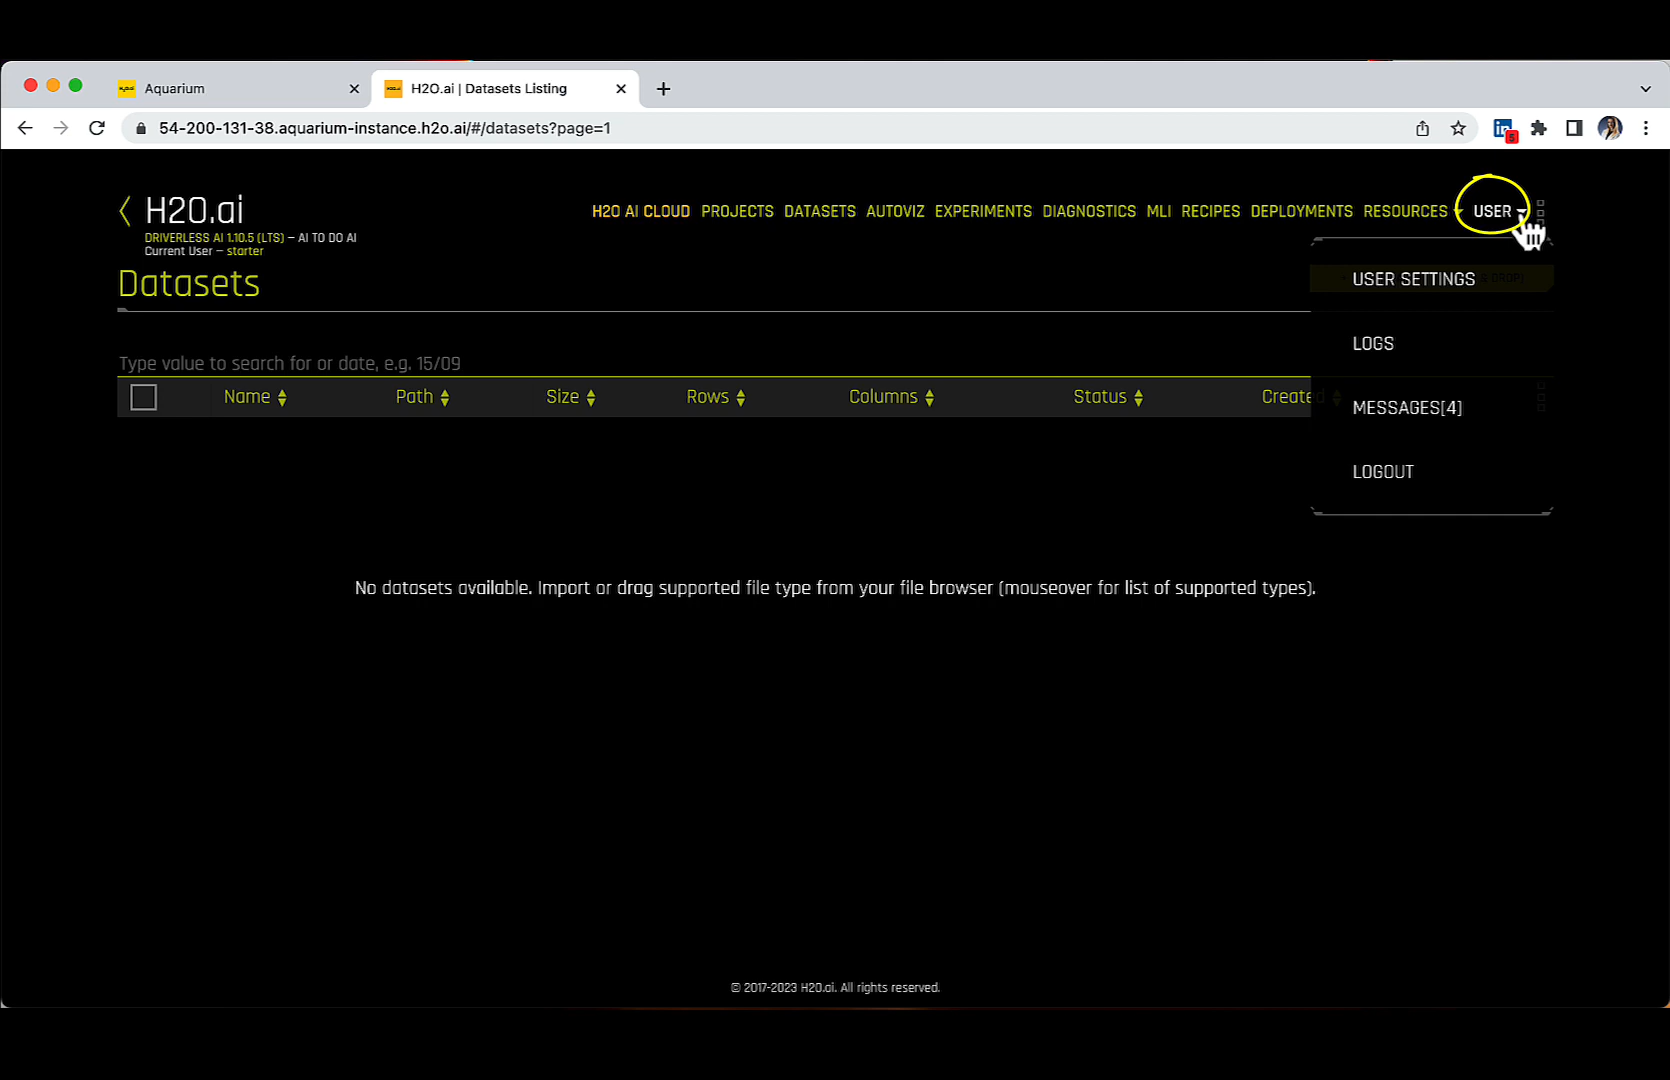 Aquarium
H2O.ai | Datasets Listing
54-200-131-38.aquarium-instance.h2o.ai/#/datasets?page=1
H2O.ai
H2O AI CLOUD PROJECTS DATASETS AUTOVIZ EXPERIMENTS DIAGNOSTICS MLI RECIPES DEPLOYMENTS RESOURCES USER
DRIVERLESS AI 1.10.5 (LTS) – AI TO DO AI
Current User – starter
Datasets
USER SETTINGS
LOGS
MESSAGES[4]
LOGOUT
Type value to search for or date, e.g. 15/09
Name Path Size Rows Columns Status Created
No datasets available. Import or drag supported file type from your file browser (mouseover for list of supported types).
© 2017-2023 H2O.ai. All rights reserved.